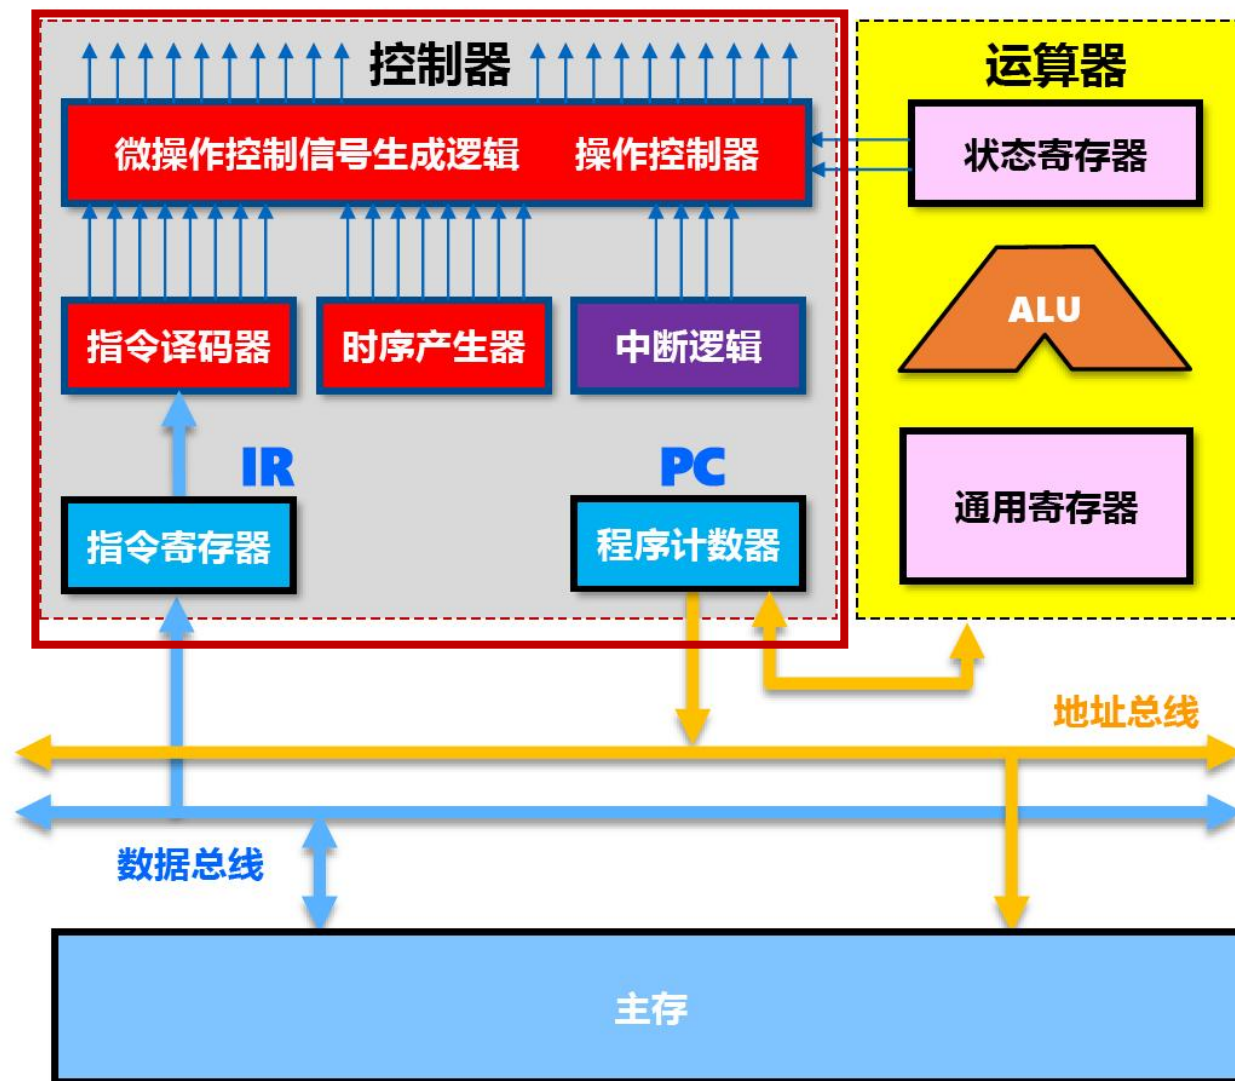 控制器
运算器
微操作控制信号生成逻辑 操作控制器
状态寄存器
指令译码器
时序产生器
中断逻辑
ALU
IR
PC
指令寄存器
程序计数器
通用寄存器
地址总线
数据总线
主存